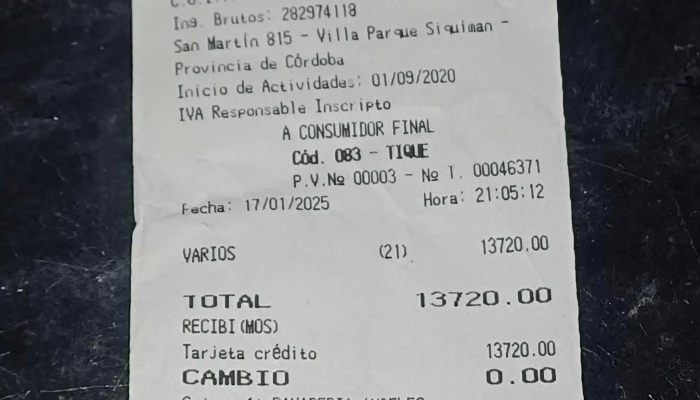 Ing. Brutos: 282974118
San Martín 815 - Villa Parque Siquiman -
Provincia de Córdoba
Inicio de Actividades: 01/09/2020
IVA Responsable Inscripto
A CONSUMIDOR FINAL
Cód. 083 - TIQUE
P.V.Nº 00003 - Nº T. 00046371
Fecha: 17/01/2025 Hora: 21:05:12
VARIOS (21) 13720.00
TOTAL 13720.00
RECIBI(MOS)
Tarjeta crédito 13720.00
CAMBIO 0.00